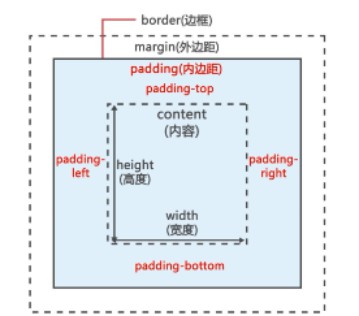 border(边框)
margin(外边距)
padding(内边距)
padding-top
content
(内容)
padding-
left
height
(高度)
padding-
right
width
(宽度)
padding-bottom